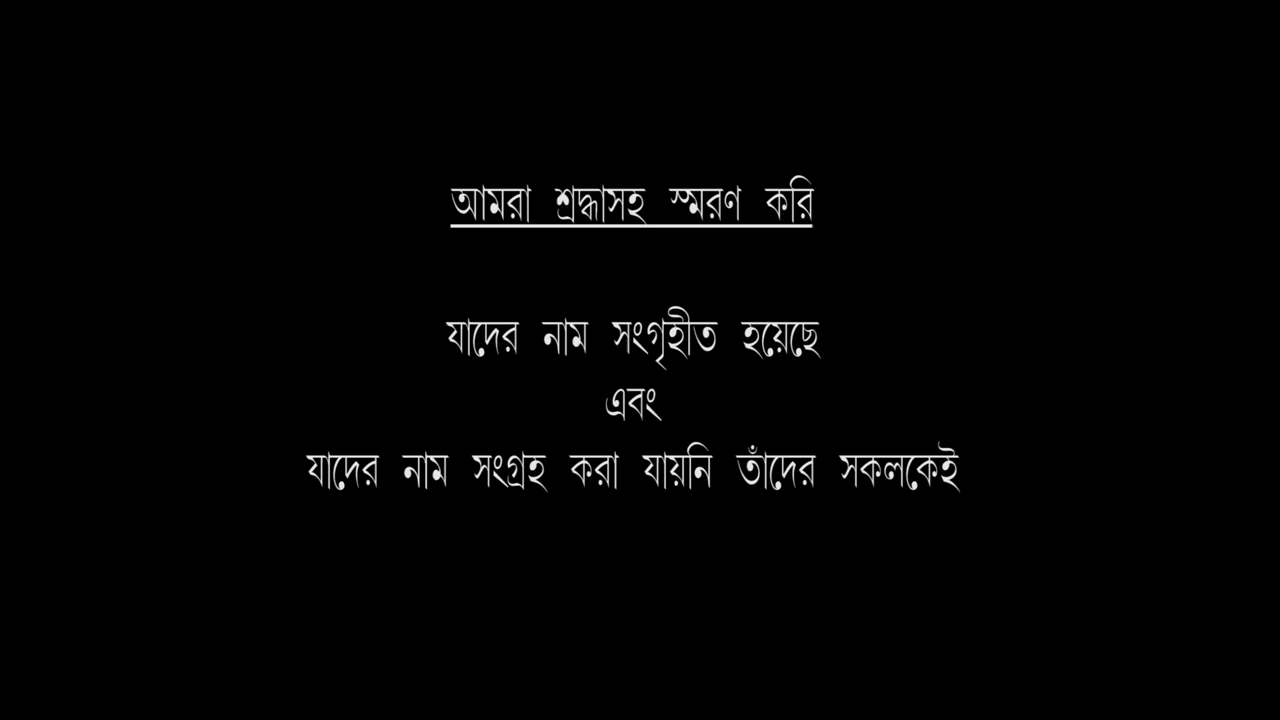 আমরা শ্রদ্ধাসহ স্মরণ করি
যাদের নাম সংগৃহীত হয়েছে
এবং
যাদের নাম সংগ্রহ করা যায়নি তাঁদের সকলকেই